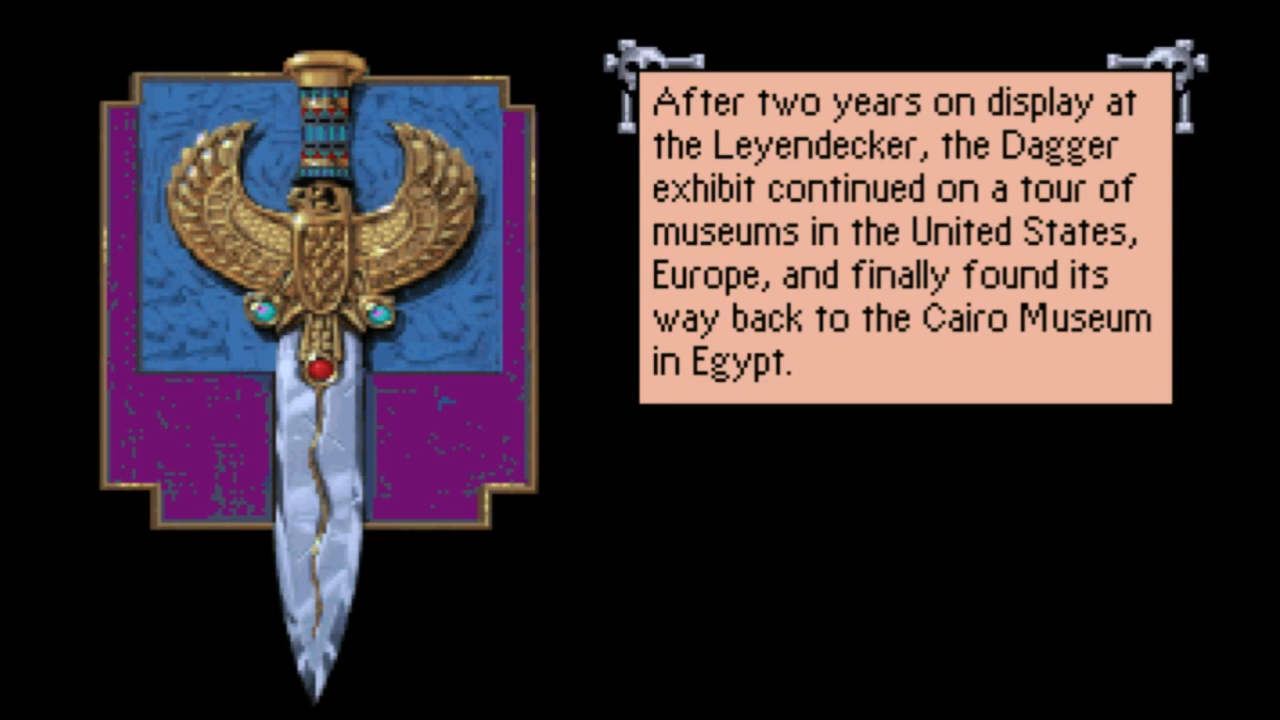 After two years on display at
the Leyendecker, the Dagger
exhibit continued on a tour of
museums in the United States,
Europe, and finally found its
way back to the Cairo Museum
in Egypt.